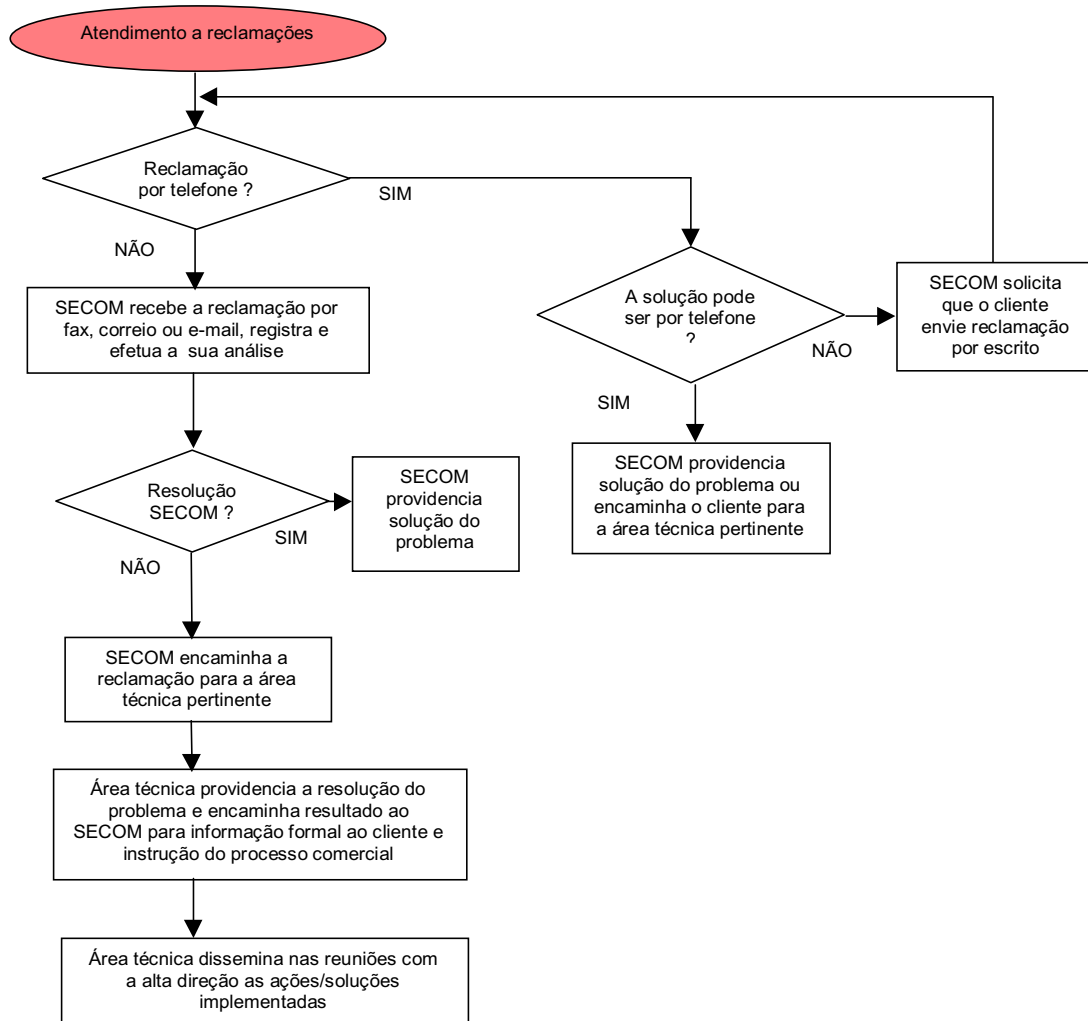 Atendimento a reclamações
Reclamação
por telefone ?
SIM
NÃO
A solução pode
ser por telefone
?
NÃO
SECOM solicita
que o cliente
envie reclamação
por escrito
SECOM recebe a reclamação por
fax, correio ou e-mail, registra e
efetua a sua análise
SIM
SECOM providencia
solução do problema ou
encaminha o cliente para
a área técnica pertinente
Resolução
SECOM ?
SIM
SECOM
providencia
solução do
problema
NÃO
SECOM encaminha a
reclamação para a área
técnica pertinente
Área técnica providencia a resolução do
problema e encaminha resultado ao
SECOM para informação formal ao cliente e
instrução do processo comercial
Área técnica dissemina nas reuniões com
a alta direção as ações/soluções
implementadas